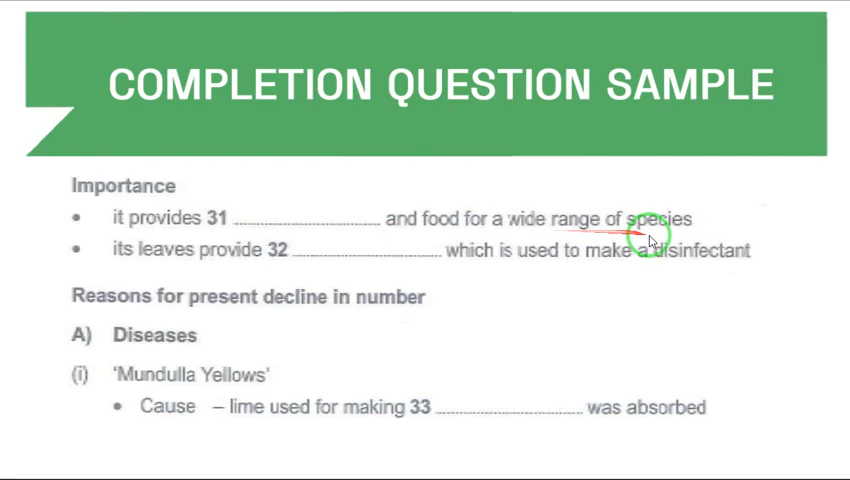 COMPLETION QUESTION SAMPLE
Importance
• it provides 31 ........................ and food for a wide range of species
• its leaves provide 32 ........................ which is used to make a disinfectant
Reasons for present decline in number
A) Diseases
(i) 'Mundulla Yellows'
• Cause – lime used for making 33 ........................ was absorbed